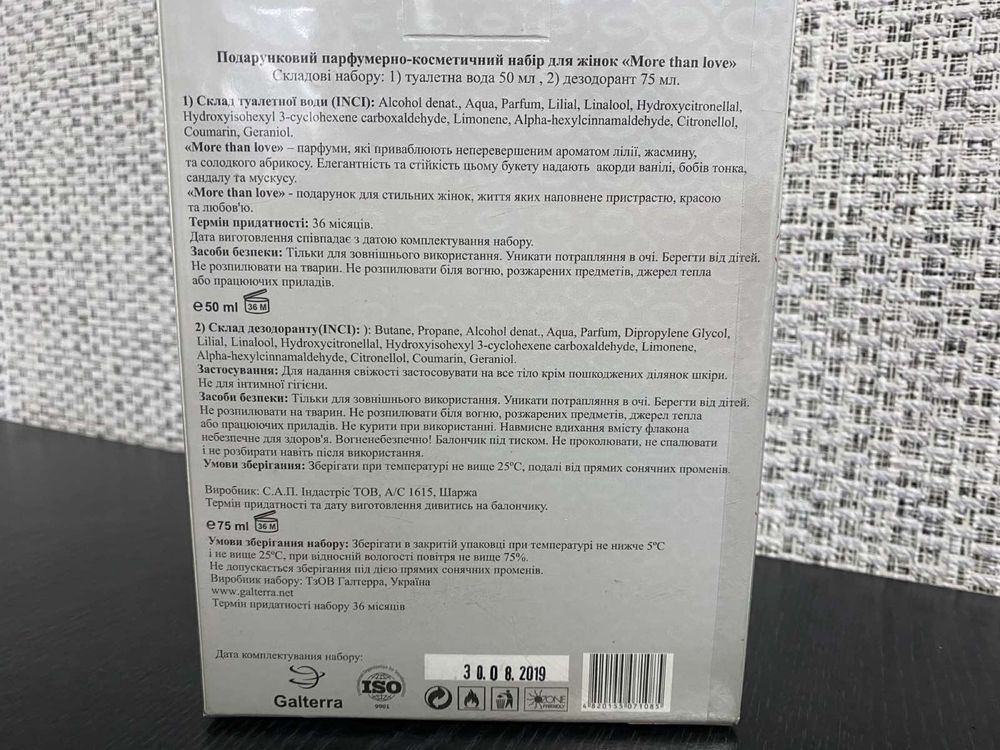 Подарунковий парфумерно-косметичний набір для жінок «More than love»
Складові набору: 1) туалетна вода 50 мл , 2) дезодорант 75 мл.
1) Склад туалетної води (INCI): Alcohol denat., Aqua, Parfum, Lilial, Linalool, Hydroxycitronellal,
Hydroxyisohexyl 3-cyclohexene carboxaldehyde, Limonene, Alpha-hexylcinnamaldehyde, Citronellol,
Coumarin, Geraniol.
«More than love» – парфуми, які приваблюють неперевершеним ароматом лілії, жасмину,
та солодкого абрикосу. Елегантність та стійкість цьому букету надають акорди ванілі, бобів тонка,
сандалу та мускусу.
«More than love» - подарунок для стильних жінок, життя яких наповнене пристрастю, красою
та любов'ю.
Термін придатності: 36 місяців.
Дата виготовлення співпадає з датою комплектування набору.
Засоби безпеки: Тільки для зовнішнього використання. Уникати потрапляння в очі. Берегти від дітей.
Не розпилювати на тварин. Не розпилювати біля вогню, розжарених предметів, джерел тепла
або працюючих приладів.
℮50 ml 36 M
2) Склад дезодоранту(INCI): ): Butane, Propane, Alcohol denat., Aqua, Parfum, Dipropylene Glycol,
Lilial, Linalool, Hydroxycitronellal, Hydroxyisohexyl 3-cyclohexene carboxaldehyde, Limonene,
Alpha-hexylcinnamaldehyde, Citronellol, Coumarin, Geraniol.
Застосування: Для надання свіжості застосовувати на все тіло крім пошкоджених ділянок шкіри.
Не для інтимної гігієни.
Засоби безпеки: Тільки для зовнішнього використання. Уникати потрапляння в очі. Берегти від дітей.
Не розпилювати на тварин. Не розпилювати біля вогню, розжарених предметів, джерел тепла
або працюючих приладів. Не курити при використанні. Навмисне вдихання вмісту флакона
небезпечне для здоров'я. Вогненебезпечно! Балончик під тиском. Не проколювати, не спалювати
і не розбирати навіть після використання.
Умови зберігання: Зберігати при температурі не вище 25ºС, подалі від прямих сонячних променів.
Виробник: С.А.П. Індастріс ТОВ, А/С 1615, Шаржа
Термін придатності та дату виготовлення дивитись на балончику.
℮75 ml 36 M
Умови зберігання набору: Зберігати в закритій упаковці при температурі не нижче 5ºС
і не вище 25ºС, при відносній вологості повітря не вище 75%.
Не допускається зберігання під дією прямих сонячних променів.
Виробник набору: ТзОВ Галтерра, Україна
www.galterra.net
Термін придатності набору 36 місяців
Дата комплектування набору:
30.08.2019
Galterra
ISO
9001
OZONE
FRIENDLY
4 820155 071085